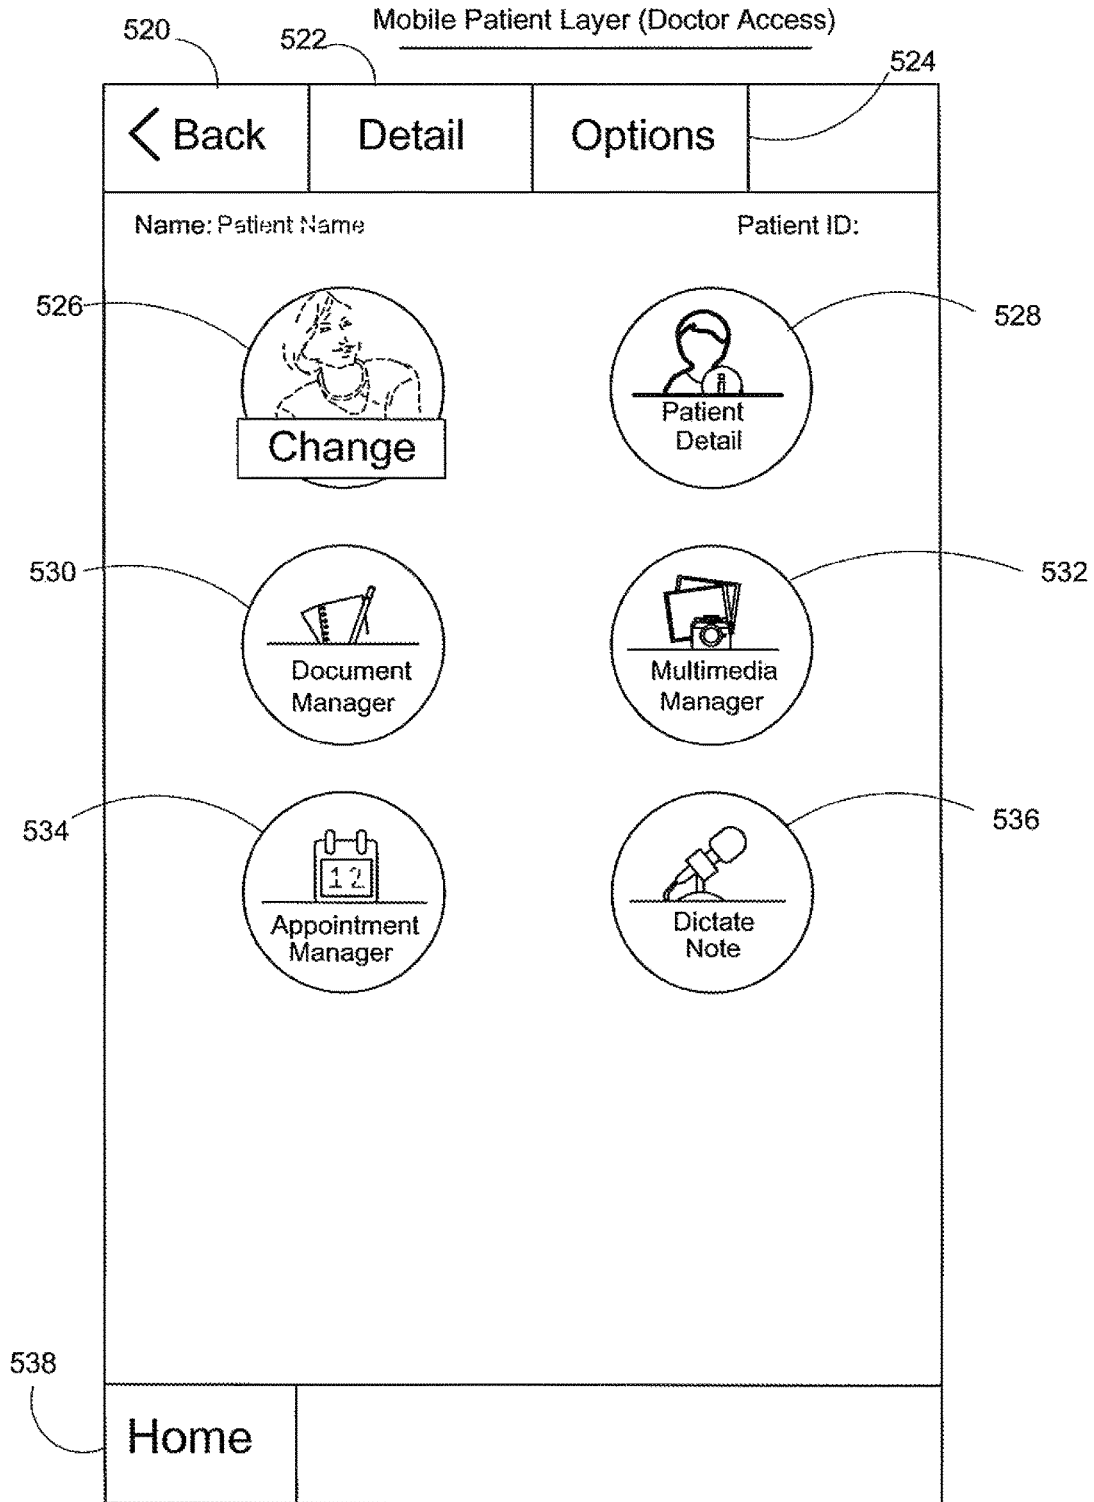 Mobile Patient Layer (Doctor Access)
520
522
524
Back
Detail
Options
Name: Patient Name
Patient ID:
526
528
Change
Patient
Detail
530
532
Document
Manager
Multimedia
Manager
534
536
12
Appointment
Manager
Dictate
Note
538
Home